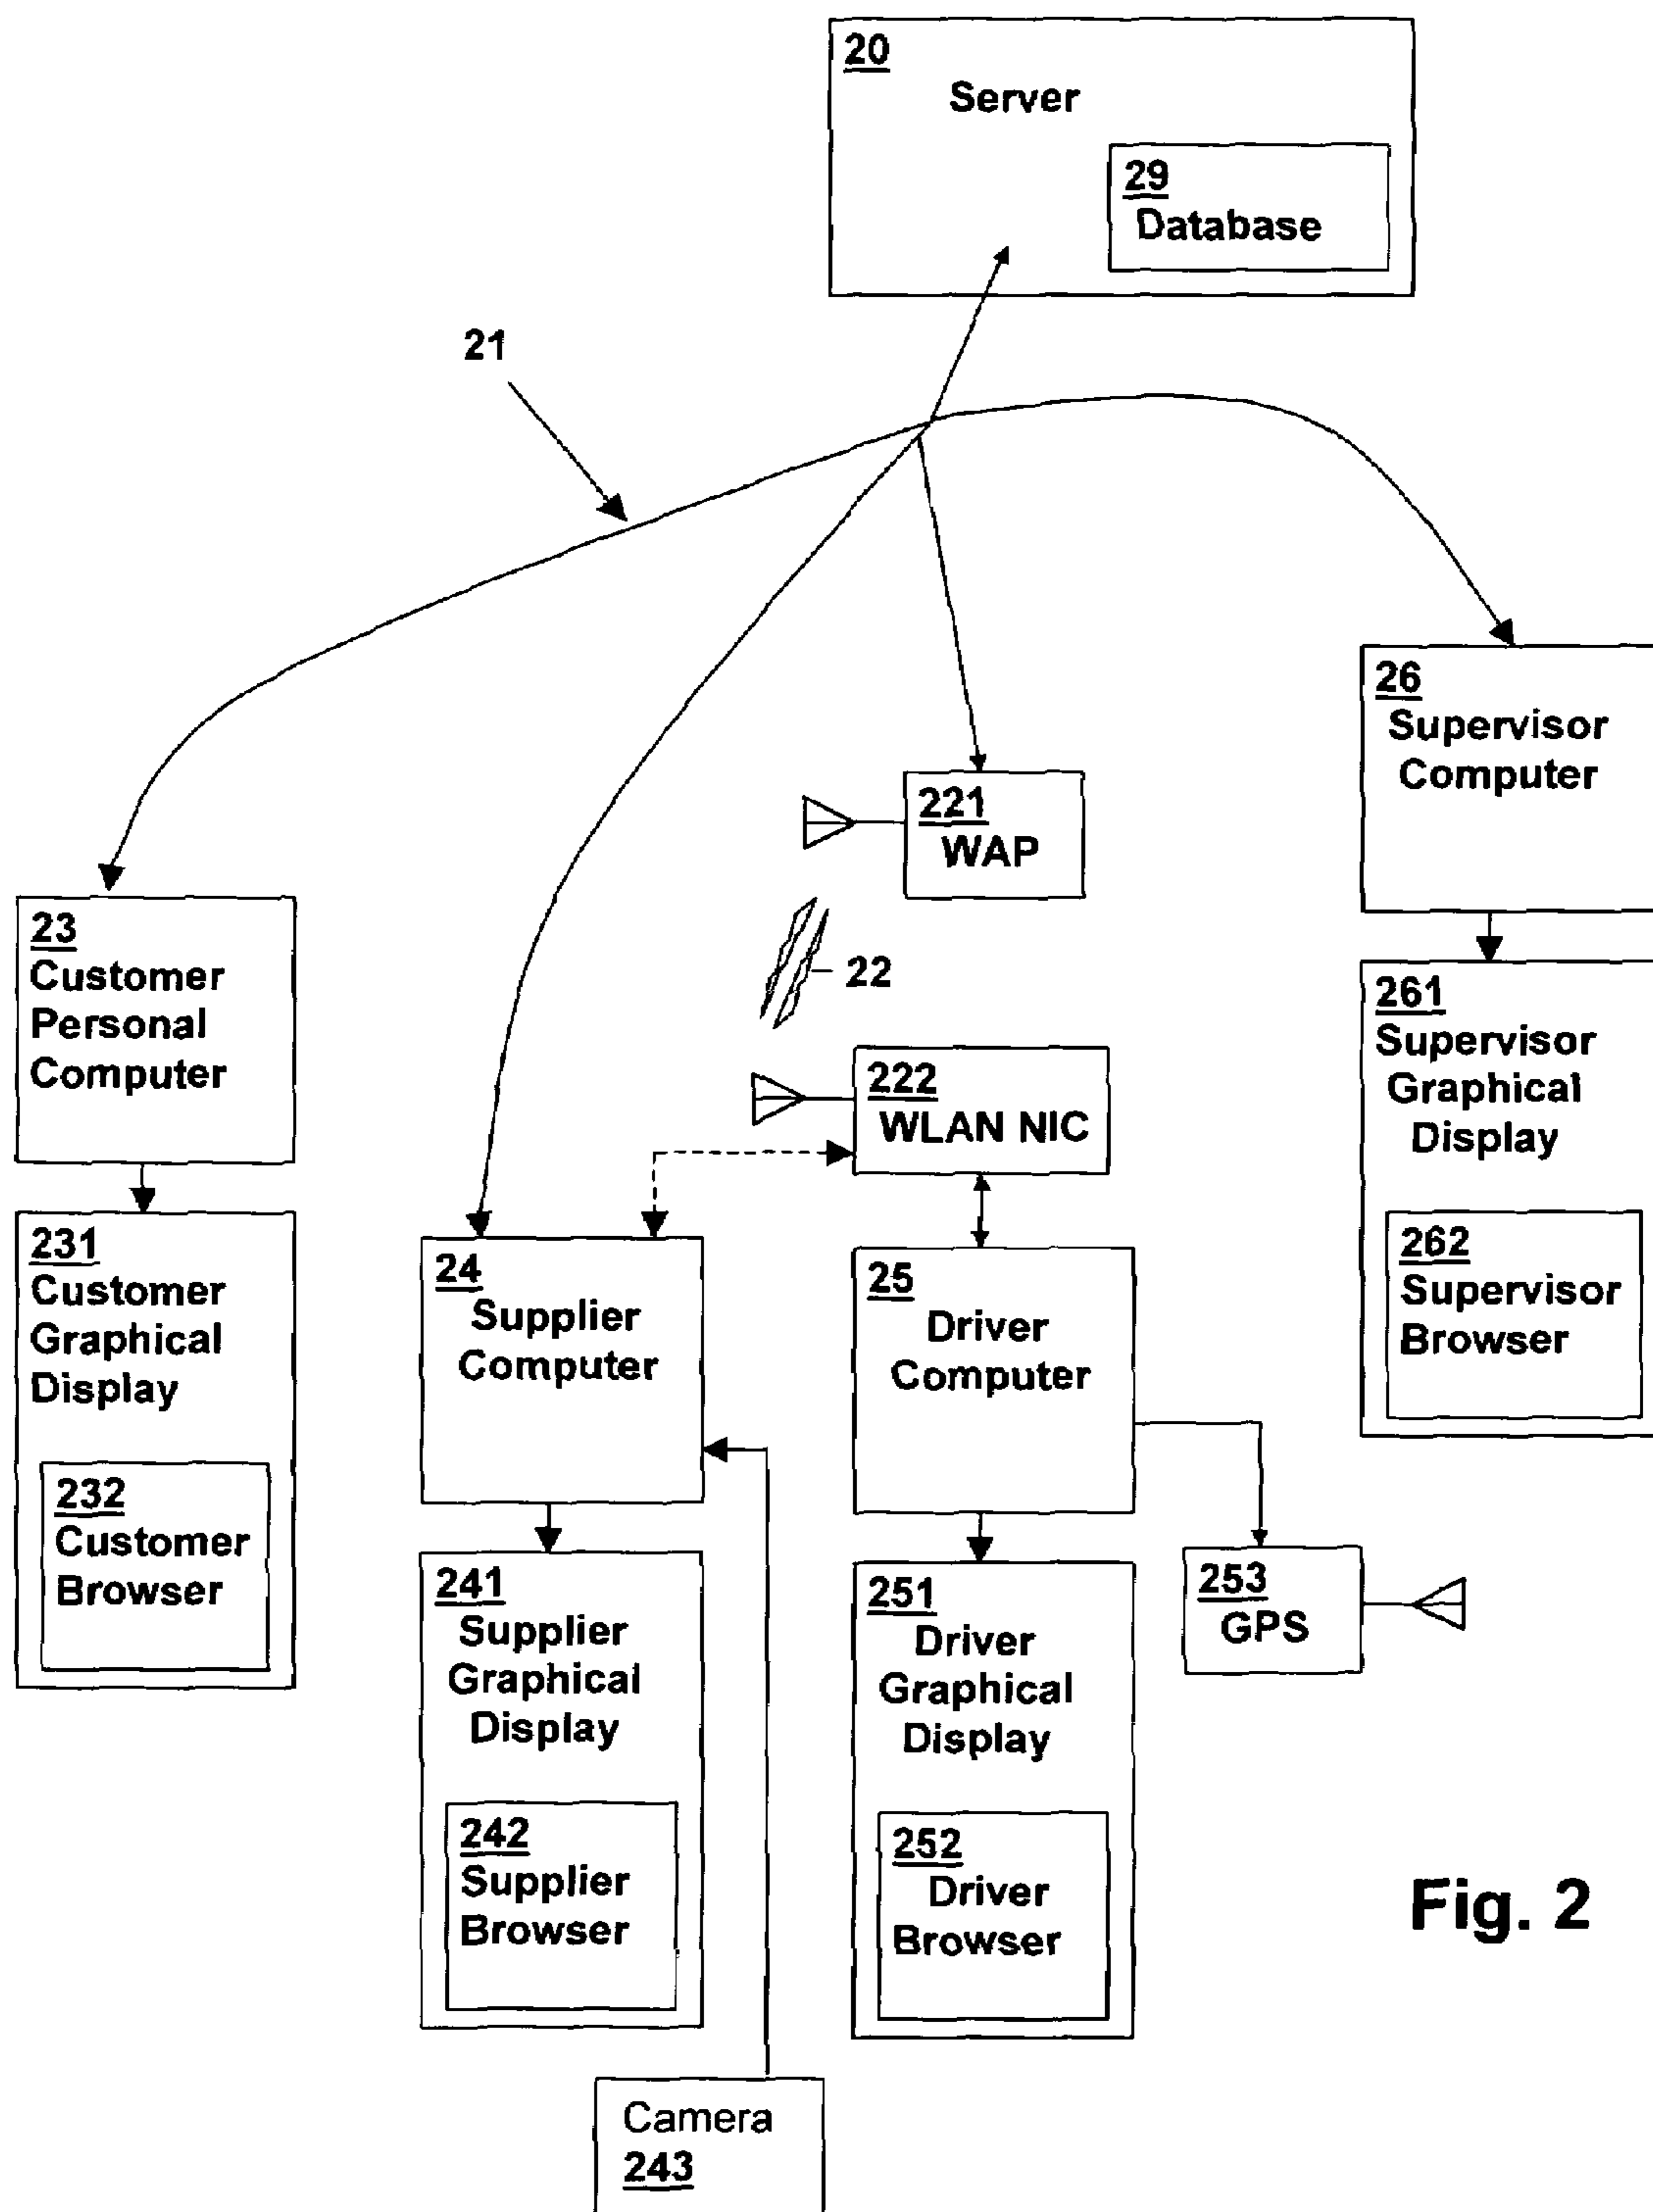 20
Server
29
Database
21
26
Supervisor
Computer
221
WAP
23
Customer
Personal
Computer
22
261
Supervisor
Graphical
Display
222
WLAN NIC
231
Customer
Graphical
Display
24
Supplier
Computer
25
Driver
Computer
262
Supervisor
Browser
232
Customer
Browser
241
Supplier
Graphical
Display
251
Driver
Graphical
Display
253
GPS
242
Supplier
Browser
252
Driver
Browser
Fig. 2
Camera
243